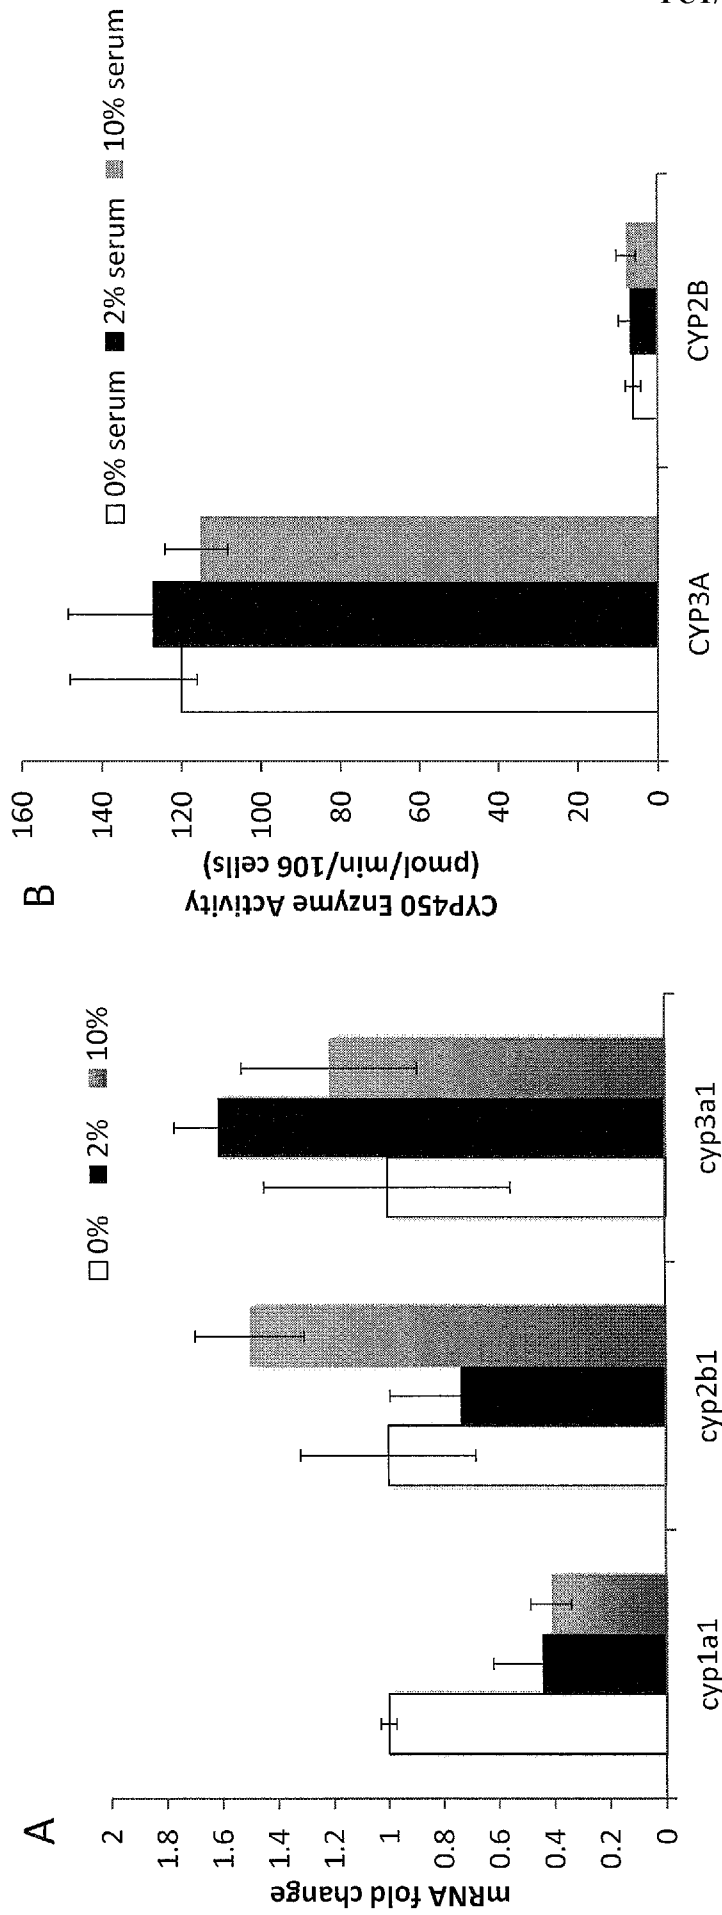 A
0% 2% 10%
mRNA fold change
2
1.8
1.6
1.4
1.2
1
0.8
0.6
0.4
0.2
0
cyp1a1 cyp2b1 cyp3a1
B
0% serum 2% serum 10% serum
CYP450 Enzyme Activity
(pmol/min/106 cells)
160
140
120
100
80
60
40
20
0
CYP3A CYP2B